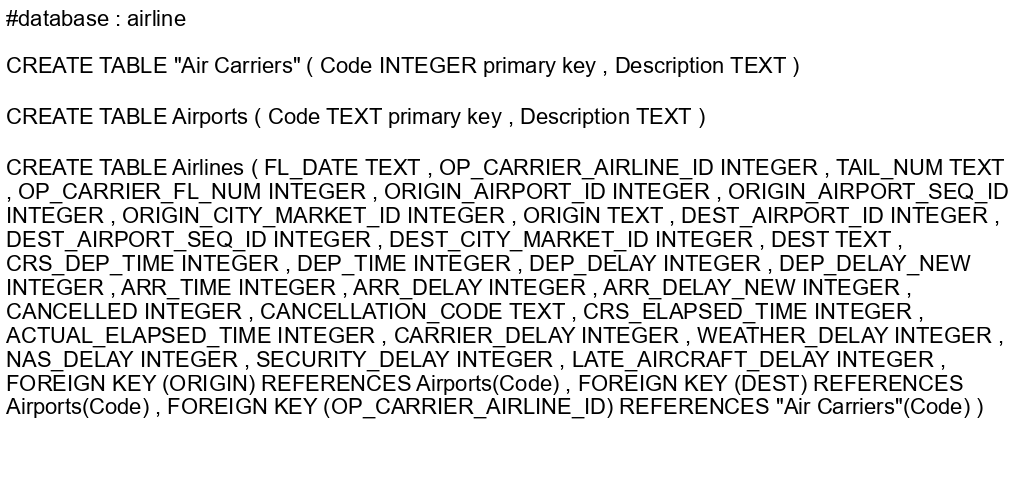 #database : airline
CREATE TABLE "Air Carriers" ( Code INTEGER primary key , Description TEXT )
CREATE TABLE Airports ( Code TEXT primary key , Description TEXT )
CREATE TABLE Airlines ( FL_DATE TEXT , OP_CARRIER_AIRLINE_ID INTEGER , TAIL_NUM TEXT
, OP_CARRIER_FL_NUM INTEGER , ORIGIN_AIRPORT_ID INTEGER , ORIGIN_AIRPORT_SEQ_ID
INTEGER , ORIGIN_CITY_MARKET_ID INTEGER , ORIGIN TEXT , DEST_AIRPORT_ID INTEGER ,
DEST_AIRPORT_SEQ_ID INTEGER , DEST_CITY_MARKET_ID INTEGER , DEST TEXT ,
CRS_DEP_TIME INTEGER , DEP_TIME INTEGER , DEP_DELAY INTEGER , DEP_DELAY_NEW
INTEGER , ARR_TIME INTEGER , ARR_DELAY INTEGER , ARR_DELAY_NEW INTEGER ,
CANCELLED INTEGER , CANCELLATION_CODE TEXT , CRS_ELAPSED_TIME INTEGER ,
ACTUAL_ELAPSED_TIME INTEGER , CARRIER_DELAY INTEGER , WEATHER_DELAY INTEGER ,
NAS_DELAY INTEGER , SECURITY_DELAY INTEGER , LATE_AIRCRAFT_DELAY INTEGER ,
FOREIGN KEY (ORIGIN) REFERENCES Airports(Code) , FOREIGN KEY (DEST) REFERENCES
Airports(Code) , FOREIGN KEY (OP_CARRIER_AIRLINE_ID) REFERENCES "Air Carriers"(Code) )